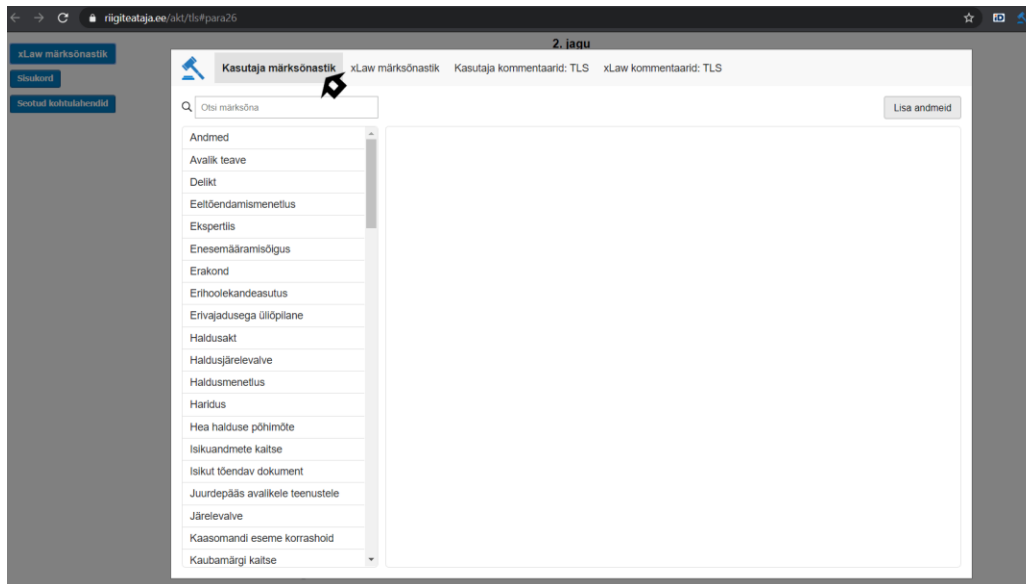 riigiteataja.ee/akt/tls#para26
2. jagu
xLaw märksõnastik
Sisukord
Seotud kohtulahendid
Kasutaja märksõnastik
xLaw märksõnastik
Kasutaja kommentaarid: TLS
xLaw kommentaarid: TLS
Otsi märksõna
Lisa andmeid
Andmed
Avalik teave
Delikt
Eeltõendamismenetlus
Ekspertiis
Enesemääramisõigus
Erakond
Erihoolekandeasutus
Erivajadusega üliõpilane
Haldusakt
Haldusjärelevalve
Haldusmenetlus
Haridus
Hea halduse põhimõte
Isikuandmete kaitse
Isikut tõendav dokument
Juurdepääs avalikele teenustele
Järelevalve
Kaasomandi eseme korrashoid
Kaubamärgi kaitse